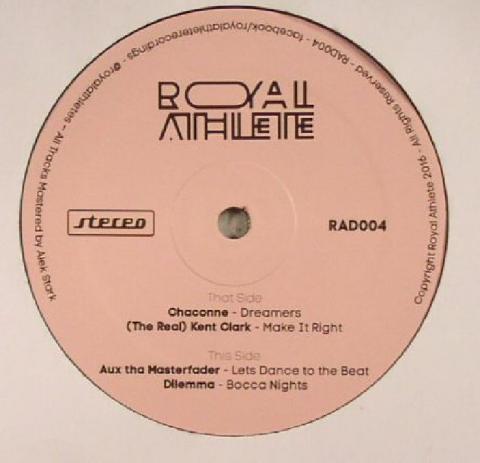 ROYAL
ATHLETE
stereo
RAD004
That Side
Chaconne - Dreamers
(The Real) Kent Clark - Make It Right
This Side
Aux tha Masterfader - Lets Dance to the Beat
Dilemma - Bocca Nights
Copyright Royal Athlete 2016 - All Rights Reserved - RAD004 - facebook/royalathleterecordings - @royalathletes - All Tracks Mastered by Alek Stark